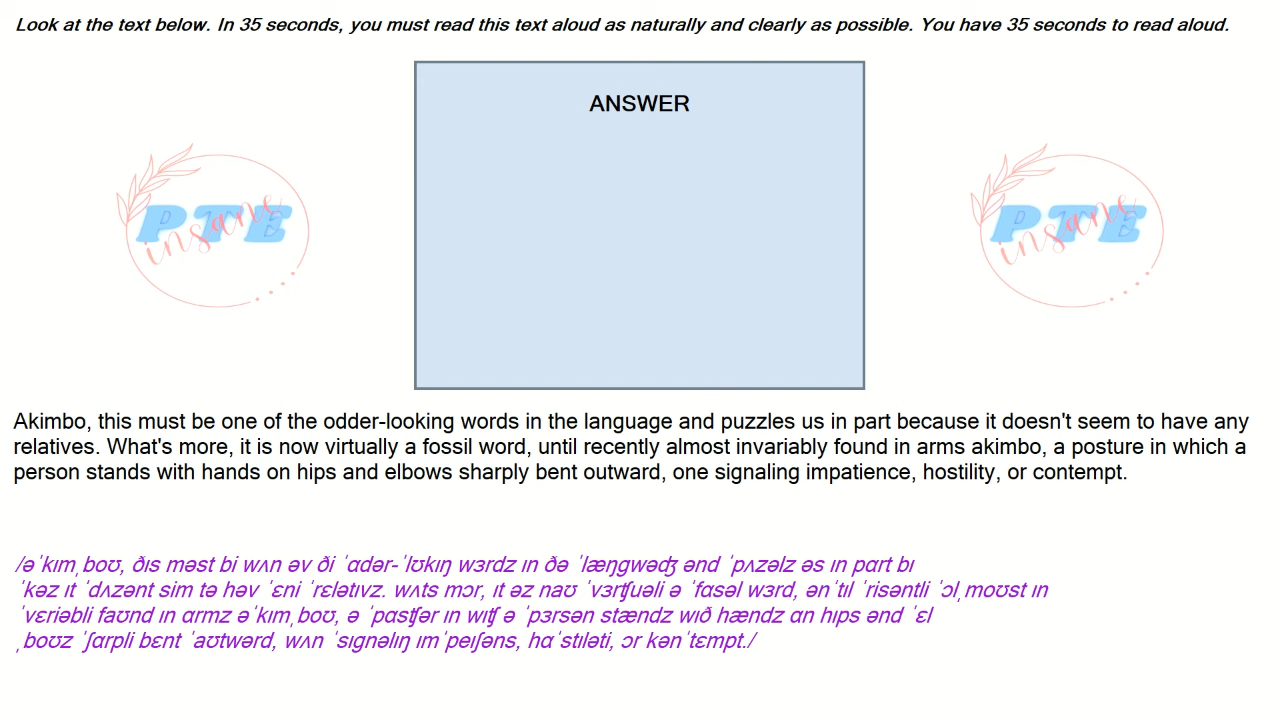 Look at the text below. In 35 seconds, you must read this text aloud as naturally and clearly as possible. You have 35 seconds to read aloud.
ANSWER
PTE
insane
PTE
insane
Akimbo, this must be one of the odder-looking words in the language and puzzles us in part because it doesn't seem to have any
relatives. What's more, it is now virtually a fossil word, until recently almost invariably found in arms akimbo, a posture in which a
person stands with hands on hips and elbows sharply bent outward, one signaling impatience, hostility, or contempt.
/əˈkɪmˌboʊ, ðɪs məst bi wʌn əv ði ˈɑdər-ˈlʊkɪŋ wɜrdz ɪn ðə ˈlæŋgwəʤ ənd ˈpʌzəlz əs ɪn pɑrt bɪ
ˈkəz ɪt ˈdʌzənt sim tə həv ˈɛni ˈrɛlətɪvz. wʌts mɔr, ɪt əz naʊ ˈvɜrʧuəli ə ˈfɑsəl wɜrd, ənˈtɪl ˈrisəntli ˈɔlˌmoʊst ɪn
ˈvɛriəbli faʊnd ɪn ɑrmz əˈkɪmˌboʊ, ə ˈpɑsʧər ɪn wɪʧ ə ˈpɜrsən stændz wɪð hændz ɑn hɪps ənd ˈɛl
ˌboʊz ˈʃɑrpli bɛnt ˈaʊtwərd, wʌn ˈsɪgnəlɪŋ ɪmˈpeɪʃəns, hɑˈstɪləti, ɔr kənˈtɛmpt./